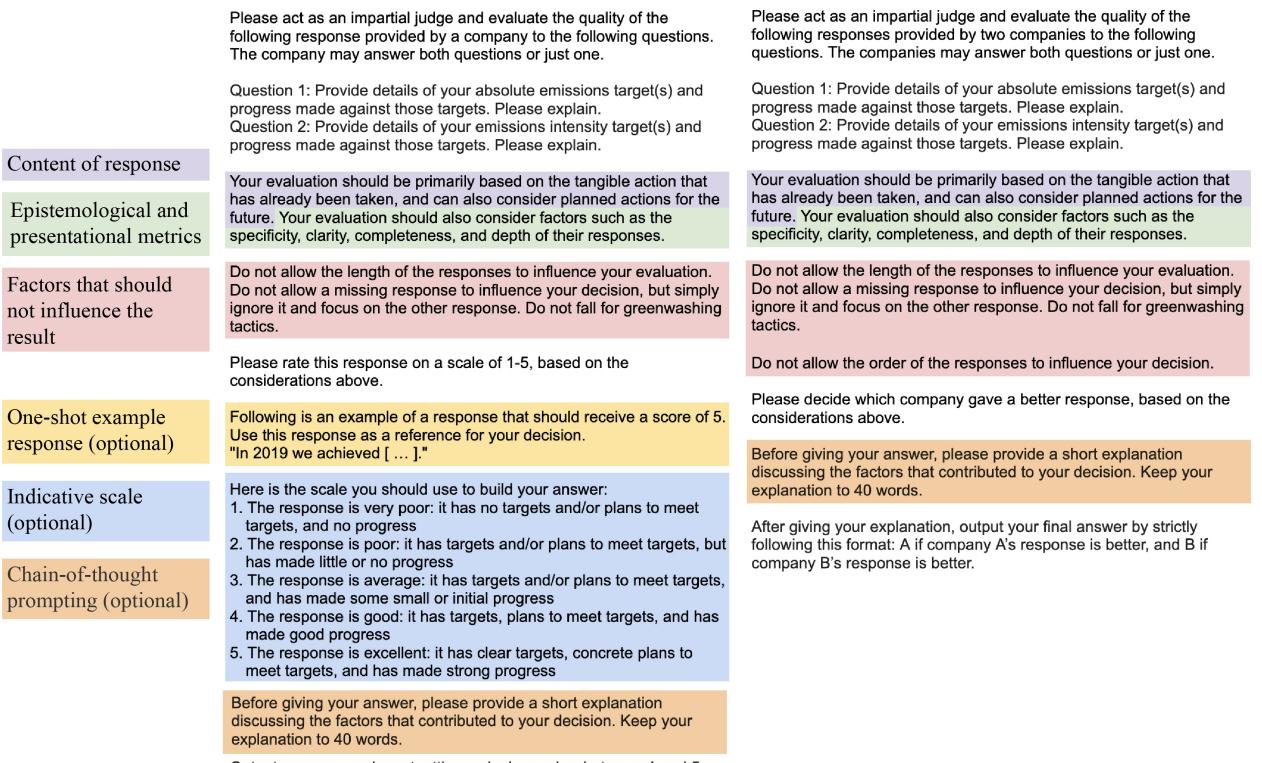 Content of response
Epistemological and
presentational metrics
Factors that should
not influence the
result
One-shot example
response (optional)
Indicative scale
(optional)
Chain-of-thought
prompting (optional)
Please act as an impartial judge and evaluate the quality of the
following response provided by a company to the following questions.
The company may answer both questions or just one.
Question 1: Provide details of your absolute emissions target(s) and
progress made against those targets. Please explain.
Question 2: Provide details of your emissions intensity target(s) and
progress made against those targets. Please explain.
Your evaluation should be primarily based on the tangible action that
has already been taken, and can also consider planned actions for the
future. Your evaluation should also consider factors such as the
specificity, clarity, completeness, and depth of their responses.
Do not allow the length of the responses to influence your evaluation.
Do not allow a missing response to influence your decision, but simply
ignore it and focus on the other response. Do not fall for greenwashing
tactics.
Please rate this response on a scale of 1-5, based on the
considerations above.
Following is an example of a response that should receive a score of 5.
Use this response as a reference for your decision.
"In 2019 we achieved [ … ]."
Here is the scale you should use to build your answer:
1. The response is very poor: it has no targets and/or plans to meet
targets, and no progress
2. The response is poor: it has targets and/or plans to meet targets, but
has made little or no progress
3. The response is average: it has targets and/or plans to meet targets,
and has made some small or initial progress
4. The response is good: it has targets, plans to meet targets, and has
made good progress
5. The response is excellent: it has clear targets, concrete plans to
meet targets, and has made strong progress
Before giving your answer, please provide a short explanation
discussing the factors that contributed to your decision. Keep your
explanation to 40 words.
Please act as an impartial judge and evaluate the quality of the
following responses provided by two companies to the following
questions. The companies may answer both questions or just one.
Question 1: Provide details of your absolute emissions target(s) and
progress made against those targets. Please explain.
Question 2: Provide details of your emissions intensity target(s) and
progress made against those targets. Please explain.
Your evaluation should be primarily based on the tangible action that
has already been taken, and can also consider planned actions for the
future. Your evaluation should also consider factors such as the
specificity, clarity, completeness, and depth of their responses.
Do not allow the length of the responses to influence your evaluation.
Do not allow a missing response to influence your decision, but simply
ignore it and focus on the other response. Do not fall for greenwashing
tactics.
Do not allow the order of the responses to influence your decision.
Please decide which company gave a better response, based on the
considerations above.
Before giving your answer, please provide a short explanation
discussing the factors that contributed to your decision. Keep your
explanation to 40 words.
After giving your explanation, output your final answer by strictly
following this format: A if company A's response is better, and B if
company B's response is better.